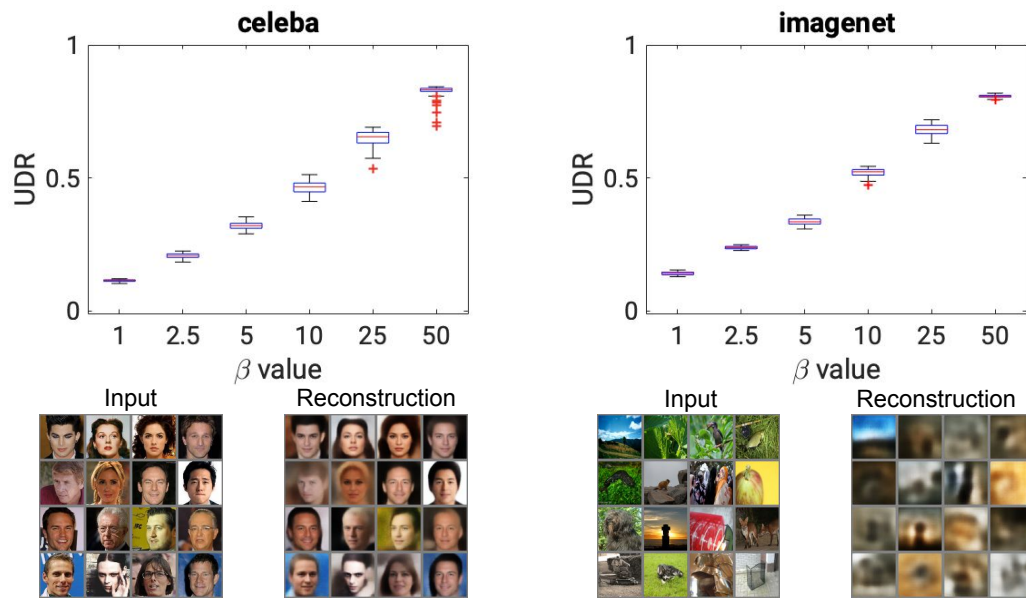 celeba
1
0.5
0
UDR
1 2.5 5 10 25 50
β value
Input Reconstruction
imagenet
1
0.5
0
UDR
1 2.5 5 10 25 50
β value
Input Reconstruction